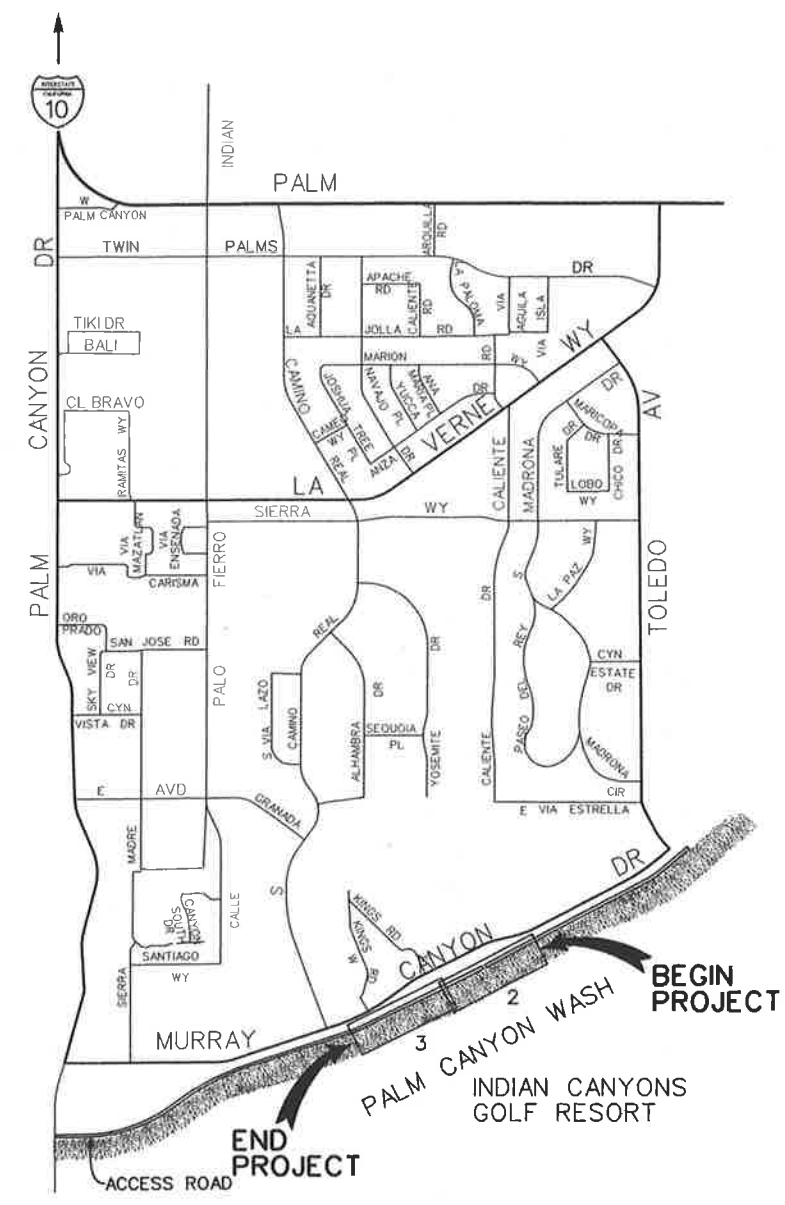 INTERSTATE
CALIFORNIA
10
INDIAN
PALM
W
PALM CANYON
DR
TWIN PALMS DR
ARQUILLA RD
AQUANETTA DR
APACHE RD
CALIENTE RD
LA PALOMA
VIA AGUILA
ISLA
VIA
TIKI DR
BALI
LA JOLLA RD
MARION WY
RD
CAMINO REAL
JOSHUA TREE PL
CAMEL WY
NAVAJO DR
YUCCA PL
MARIA PL
ANA
ANZA DR
LA VERNE WY
CANYON
CL BRAVO
RAMITAS WY
CALIENTE
MADRONA DR
MARICOPA DR
TULARE DR
LOBO WY
CHICO DR
AV
SIERRA WY
VIA MAZATLAN
VIA ENSENADA
VIA CARISMA
FIERRO
PALM
ORO PRADO
SAN JOSE RD
SKY VIEW DR
DR
CYN
VISTA DR
PALO
REAL
S VIA LAZO
CAMINO
ALHAMBRA DR
SEQUOIA PL
YOSEMITE DR
CALIENTE DR
S
PASEO DEL REY
LA PAZ WY
TOLEDO
CYN
ESTATE DR
MADRONA
CIR
E VIA ESTRELLA
E AVD GRANADA
MADRE
CALLE
S
CANYON SOUTH DR
SANTIAGO WY
SIERRA
KINGS RD
KINGS RD W
MURRAY CANYON DR
BEGIN
PROJECT
2
3
PALM CANYON WASH
INDIAN CANYONS
GOLF RESORT
END
PROJECT
ACCESS ROAD